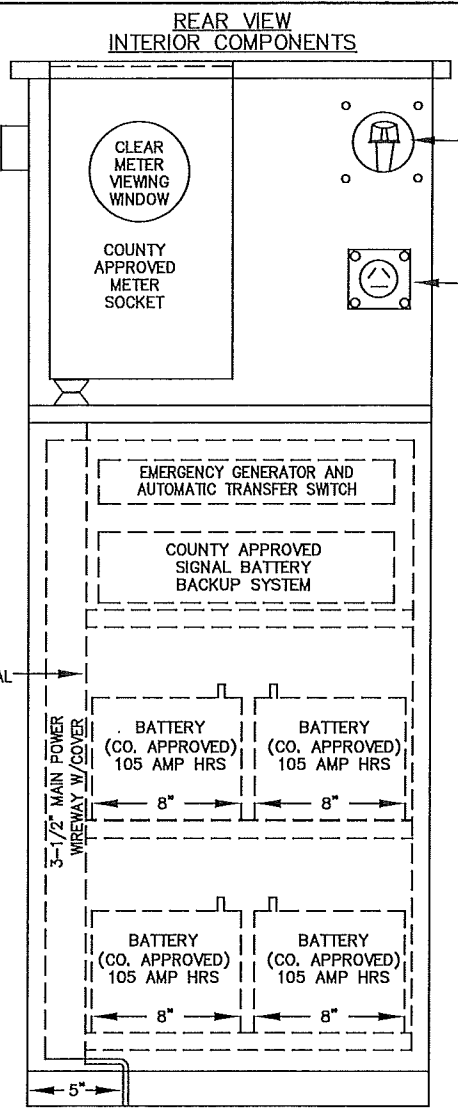 REAR VIEW
INTERIOR COMPONENTS
CLEAR
METER
VIEWING
WINDOW
COUNTY
APPROVED
METER
SOCKET
EMERGENCY GENERATOR AND
AUTOMATIC TRANSFER SWITCH
COUNTY APPROVED
SIGNAL BATTERY
BACKUP SYSTEM
AL
3-1/2" MAIN POWER
WIREWAY W/COVER
BATTERY
(CO. APPROVED)
105 AMP HRS
8"
BATTERY
(CO. APPROVED)
105 AMP HRS
8"
BATTERY
(CO. APPROVED)
105 AMP HRS
8"
BATTERY
(CO. APPROVED)
105 AMP HRS
8"
5"